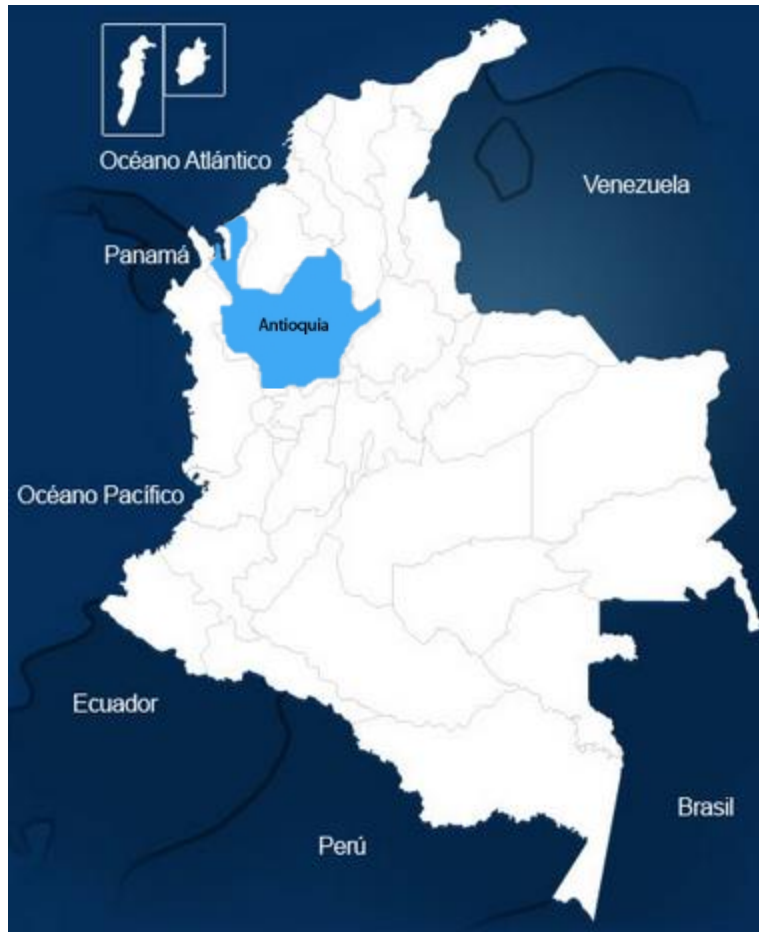 Océano Atlántico
Venezuela
Panamá
Antioquia
Océano Pacífico
Ecuador
Brasil
Perú